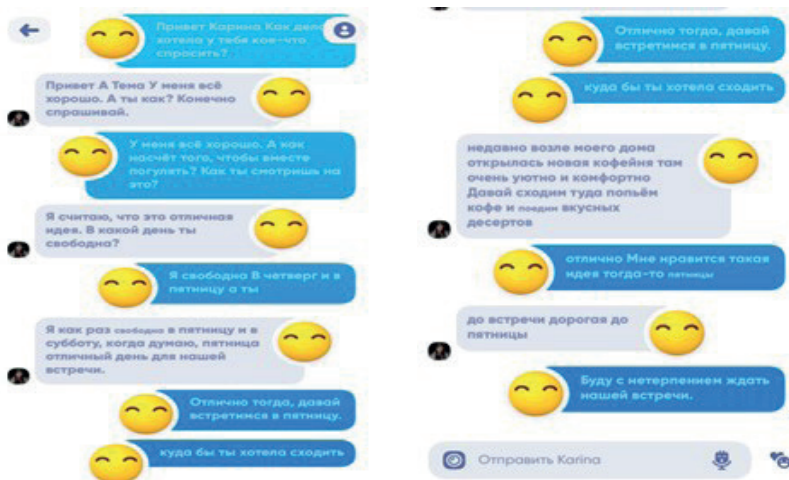 Привет Карина Как дела
хотела у тебя кое-что
спросить?
Привет А Тема У меня всё
хорошо. А ты как? Конечно
спрашивай.
У меня всё хорошо. А как
насчёт того, чтобы вместе
погулять? Как ты смотришь на
это?
Я считаю, что это отличная
идея. В какой день ты
свободна?
Я свободна В четверг и в
пятницу а ты
Я как раз свободна в пятницу и в
субботу, когда думаю, пятница
отличный день для нашей
встречи.
Отлично тогда, давай
встретимся в пятницу.
куда бы ты хотела сходить
Отлично тогда, давай
встретимся в пятницу.
куда бы ты хотела сходить
недавно возле моего дома
открылась новая кофейня там
очень уютно и комфортно
Давай сходим туда попьём
кофе и поедим вкусных
десертов
отлично Мне нравится такая
идея тогда-то пятницы
до встречи дорогая до
пятницы
Буду с нетерпением ждать
нашей встречи.
Отправить Karina